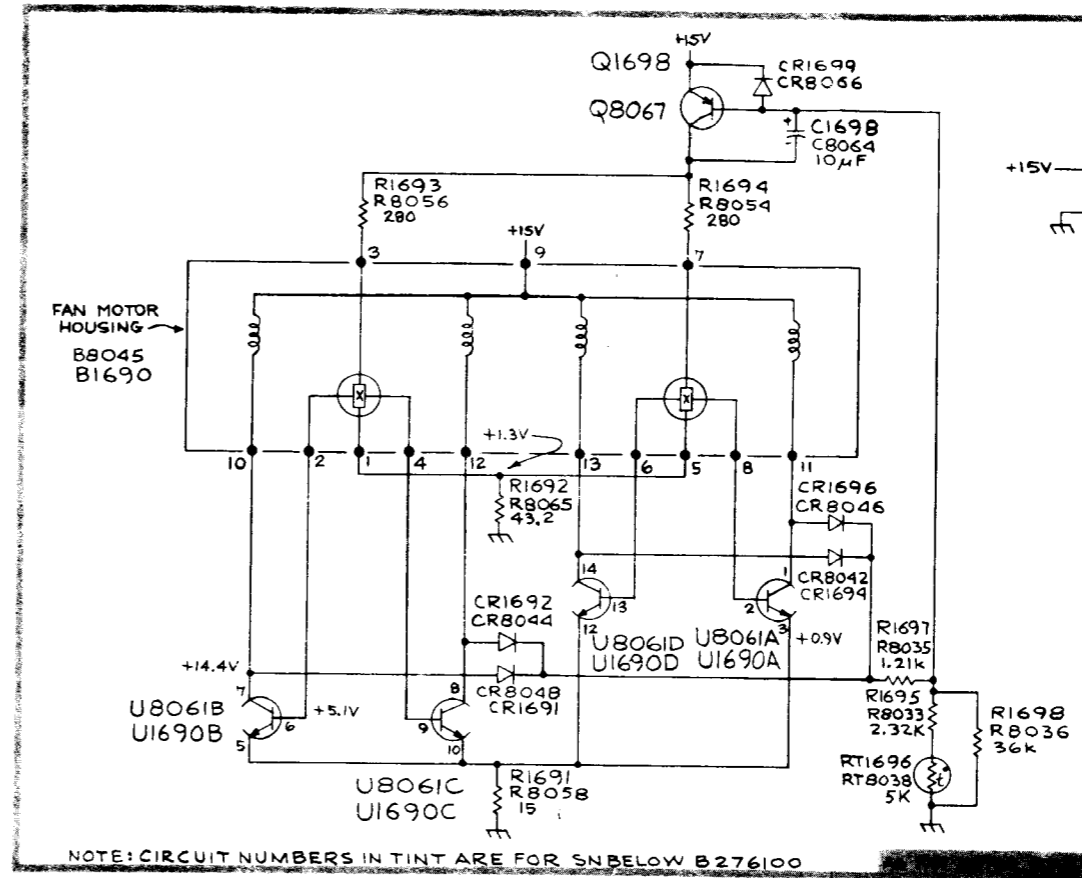 +15V
Q1698
Q8067
CR1699
CR8066
+
C1698
C8064
10μF
-
+15V
R1693
R8056
280
R1694
R8054
280
+15V
3
9
7
FAN MOTOR
HOUSING
B8045
B1690
X
X
+1.3V
10
2
1
4
12
13
6
5
8
11
R1692
R8065
43.2
CR1696
CR8046
CR8042
CR1694
14
13
12
1
2
3
+0.9V
U8061D
U1690D
U8061A
U1690A
CR1692
CR8044
CR8048
CR1691
R1697
R8035
1.21K
+14.4V
7
6
5
+5.1V
8
9
10
U8061B
U1690B
U8061C
U1690C
R1691
R8058
15
R1695
R8033
2.32K
R1698
R8036
36K
RT1696
RT8038
5K
t
NOTE: CIRCUIT NUMBERS IN TINT ARE FOR SN BELOW B276100